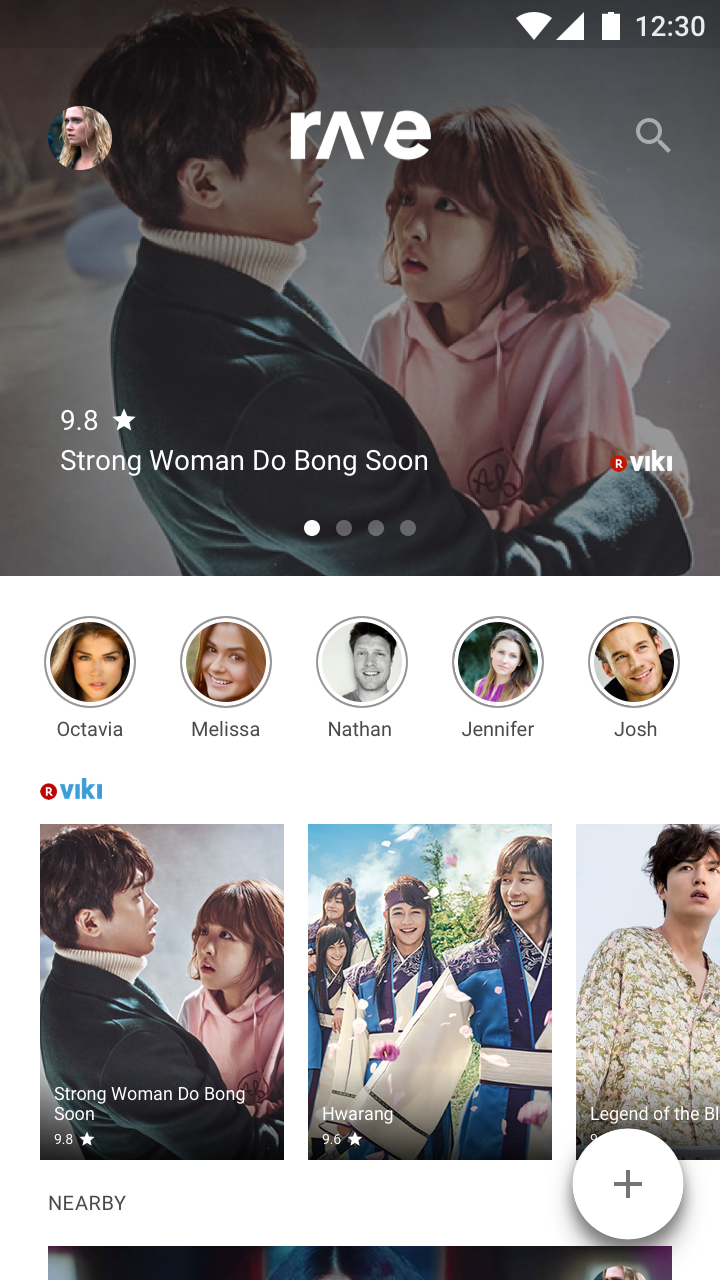 12:30
rave
9.8
Strong Woman Do Bong Soon
R viki
Octavia
Melissa
Nathan
Jennifer
Josh
R viki
Strong Woman Do Bong
Soon
9.8
Hwarang
9.6
Legend of the Bl
9
NEARBY